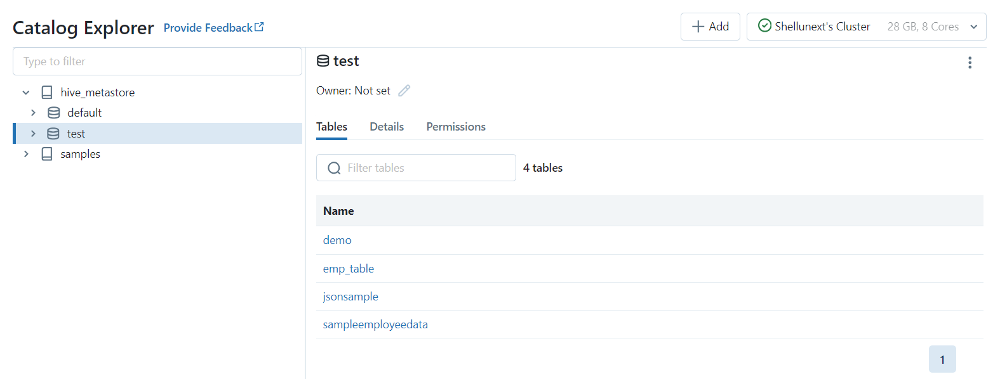 Catalog Explorer Provide Feedback
Add
Shellunext's Cluster 28 GB, 8 Cores
Type to filter
hive_metastore
default
test
samples
test
Owner: Not set
Tables Details Permissions
Filter tables
4 tables
Name
demo
emp_table
jsonsample
sampleemployeedata
1